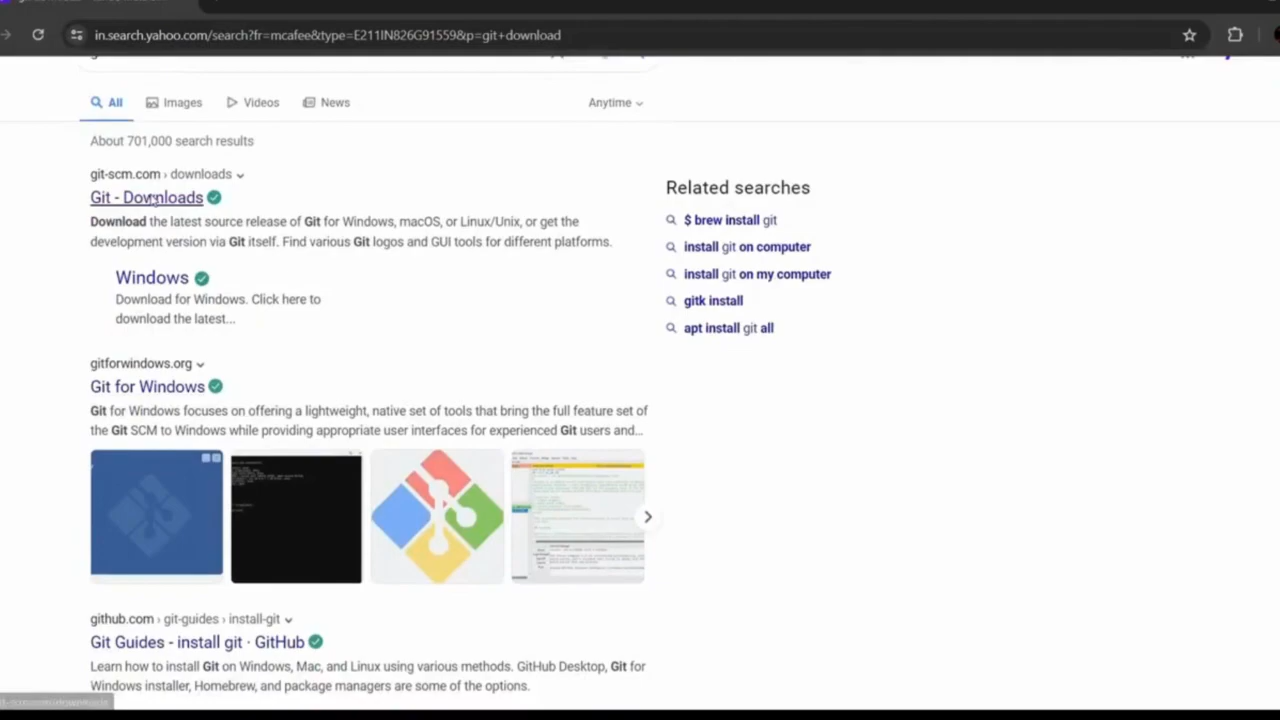 in.search.yahoo.com/search?fr=mcafee&type=E211IN826G91559&p=git+download
All Images Videos News Anytime
About 701,000 search results
git-scm.com › downloads
Git - Downloads
Download the latest source release of Git for Windows, macOS, or Linux/Unix, or get the
development version via Git itself. Find various Git logos and GUI tools for different platforms.
Windows
Download for Windows. Click here to
download the latest...
gitforwindows.org
Git for Windows
Git for Windows focuses on offering a lightweight, native set of tools that bring the full feature set of
the Git SCM to Windows while providing appropriate user interfaces for experienced Git users and...
github.com › git-guides › install-git
Git Guides - install git · GitHub
Learn how to install Git on Windows, Mac, and Linux using various methods. GitHub Desktop, Git for
Windows installer, Homebrew, and package managers are some of the options.
Related searches
$ brew install git
install git on computer
install git on my computer
gitk install
apt install git all